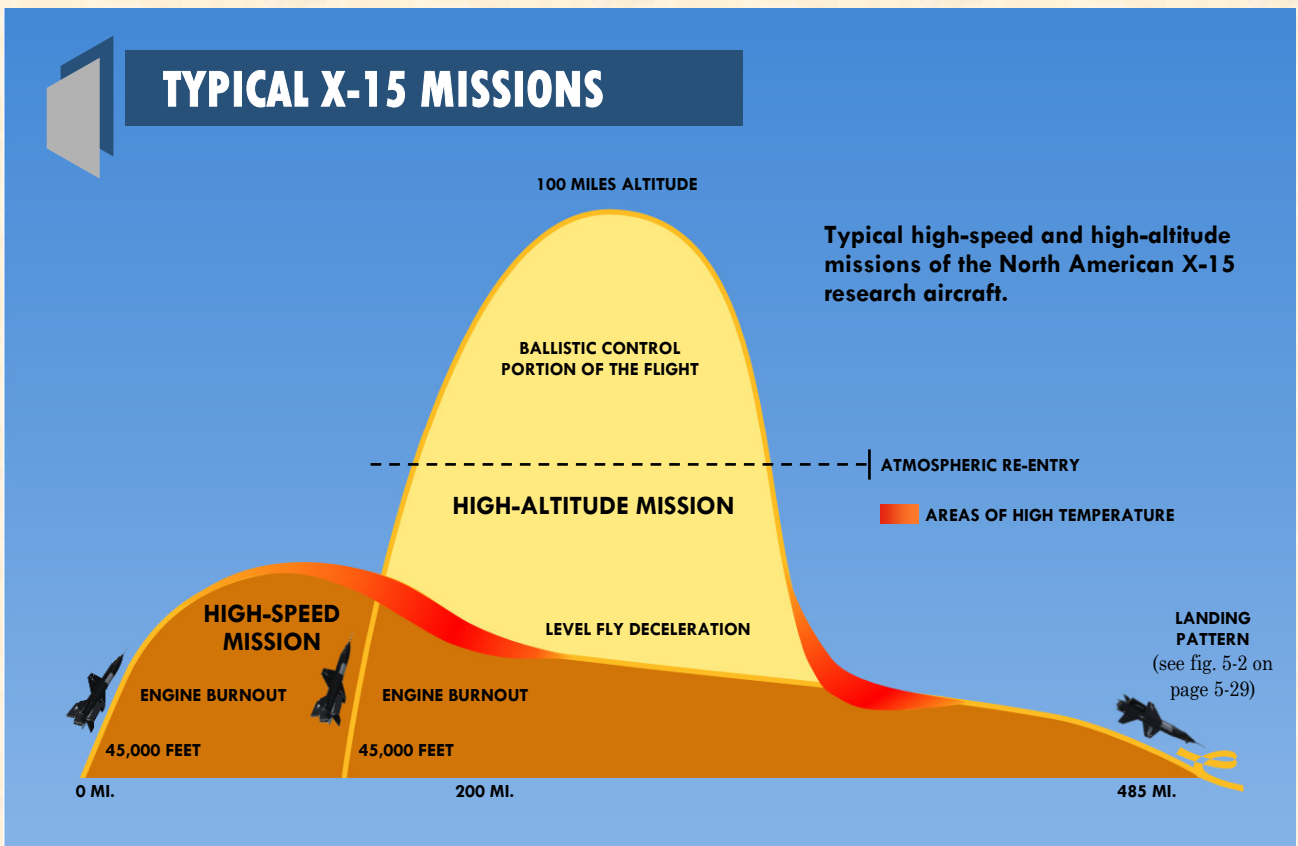 TYPICAL X-15 MISSIONS
100 MILES ALTITUDE
Typical high-speed and high-altitude
missions of the North American X-15
research aircraft.
BALLISTIC CONTROL
PORTION OF THE FLIGHT
ATMOSPHERIC RE-ENTRY
HIGH-ALTITUDE MISSION
AREAS OF HIGH TEMPERATURE
HIGH-SPEED
MISSION
LEVEL FLY DECELERATION
LANDING
PATTERN
(see fig. 5-2 on
page 5-29)
ENGINE BURNOUT
ENGINE BURNOUT
45,000 FEET
45,000 FEET
0 MI.
200 MI.
485 MI.